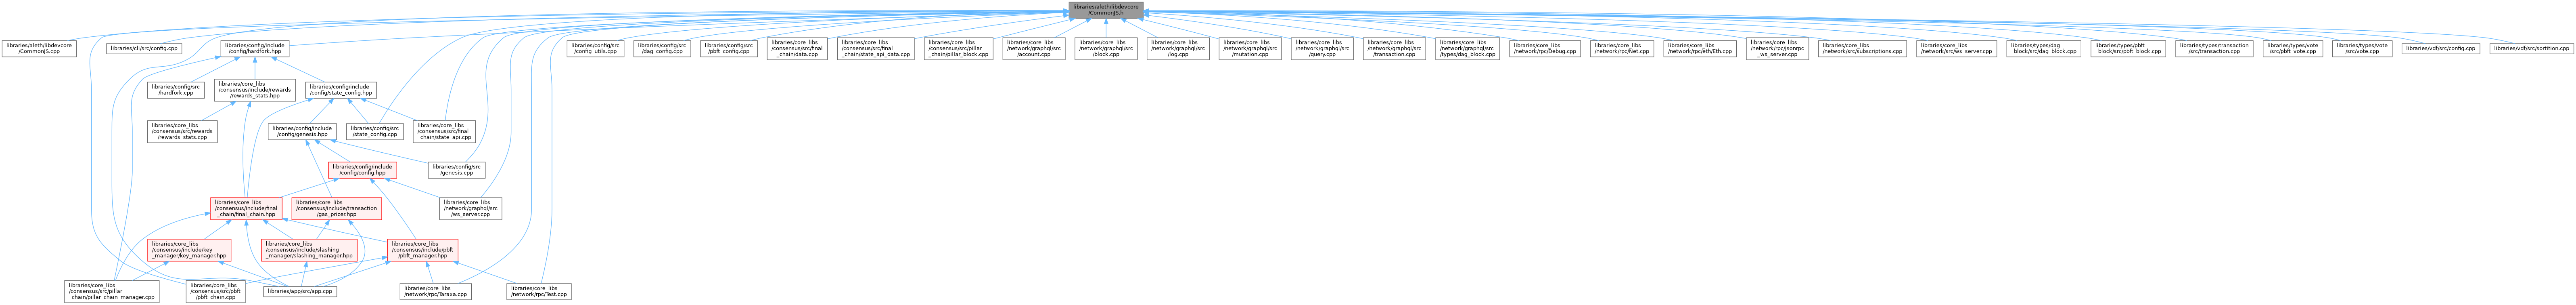 libraries/aleth/libdevcore
/CommonJS.h
libraries/aleth/libdevcore
/CommonJS.cpp
libraries/cli/src/config.cpp
libraries/config/include
/config/hardfork.hpp
libraries/config/src
/config_utils.cpp
libraries/config/src
/dag_config.cpp
libraries/config/src
/pbft_config.cpp
libraries/core_libs
/consensus/src/final
_chain/data.cpp
libraries/core_libs
/consensus/src/final
_chain/state_api_data.cpp
libraries/core_libs
/consensus/src/pillar
_chain/pillar_block.cpp
libraries/core_libs
/network/graphql/src
/account.cpp
libraries/core_libs
/network/graphql/src
/block.cpp
libraries/core_libs
/network/graphql/src
/log.cpp
libraries/core_libs
/network/graphql/src
/mutation.cpp
libraries/core_libs
/network/graphql/src
/query.cpp
libraries/core_libs
/network/graphql/src
/transaction.cpp
libraries/core_libs
/network/graphql/src
/types/dag_block.cpp
libraries/core_libs
/network/rpc/Debug.cpp
libraries/core_libs
/network/rpc/Net.cpp
libraries/core_libs
/network/rpc/eth/Eth.cpp
libraries/core_libs
/network/rpc/jsonrpc
_ws_server.cpp
libraries/core_libs
/network/src/subscriptions.cpp
libraries/core_libs
/network/src/ws_server.cpp
libraries/types/dag
_block/src/dag_block.cpp
libraries/types/pbft
_block/src/pbft_block.cpp
libraries/types/transaction
/src/transaction.cpp
libraries/types/vote
/src/pbft_vote.cpp
libraries/types/vote
/src/vote.cpp
libraries/vdf/src/config.cpp
libraries/vdf/src/sortition.cpp
libraries/config/src
/hardfork.cpp
libraries/core_libs
/consensus/include/rewards
/rewards_stats.hpp
libraries/config/include
/config/state_config.hpp
libraries/core_libs
/consensus/src/rewards
/rewards_stats.cpp
libraries/config/include
/config/genesis.hpp
libraries/config/src
/state_config.cpp
libraries/core_libs
/consensus/src/final
_chain/state_api.cpp
libraries/config/include
/config/config.hpp
libraries/config/src
/genesis.cpp
libraries/core_libs
/consensus/include/final
_chain/final_chain.hpp
libraries/core_libs
/consensus/include/transaction
/gas_pricer.hpp
libraries/core_libs
/network/graphql/src
/ws_server.cpp
libraries/core_libs
/consensus/include/key
_manager/key_manager.hpp
libraries/core_libs
/consensus/include/slashing
_manager/slashing_manager.hpp
libraries/core_libs
/consensus/include/pbft
/pbft_manager.hpp
libraries/core_libs
/consensus/src/pillar
_chain/pillar_chain_manager.cpp
libraries/core_libs
/consensus/src/pbft
/pbft_chain.cpp
libraries/app/src/app.cpp
libraries/core_libs
/network/rpc/Taraxa.cpp
libraries/core_libs
/network/rpc/Test.cpp